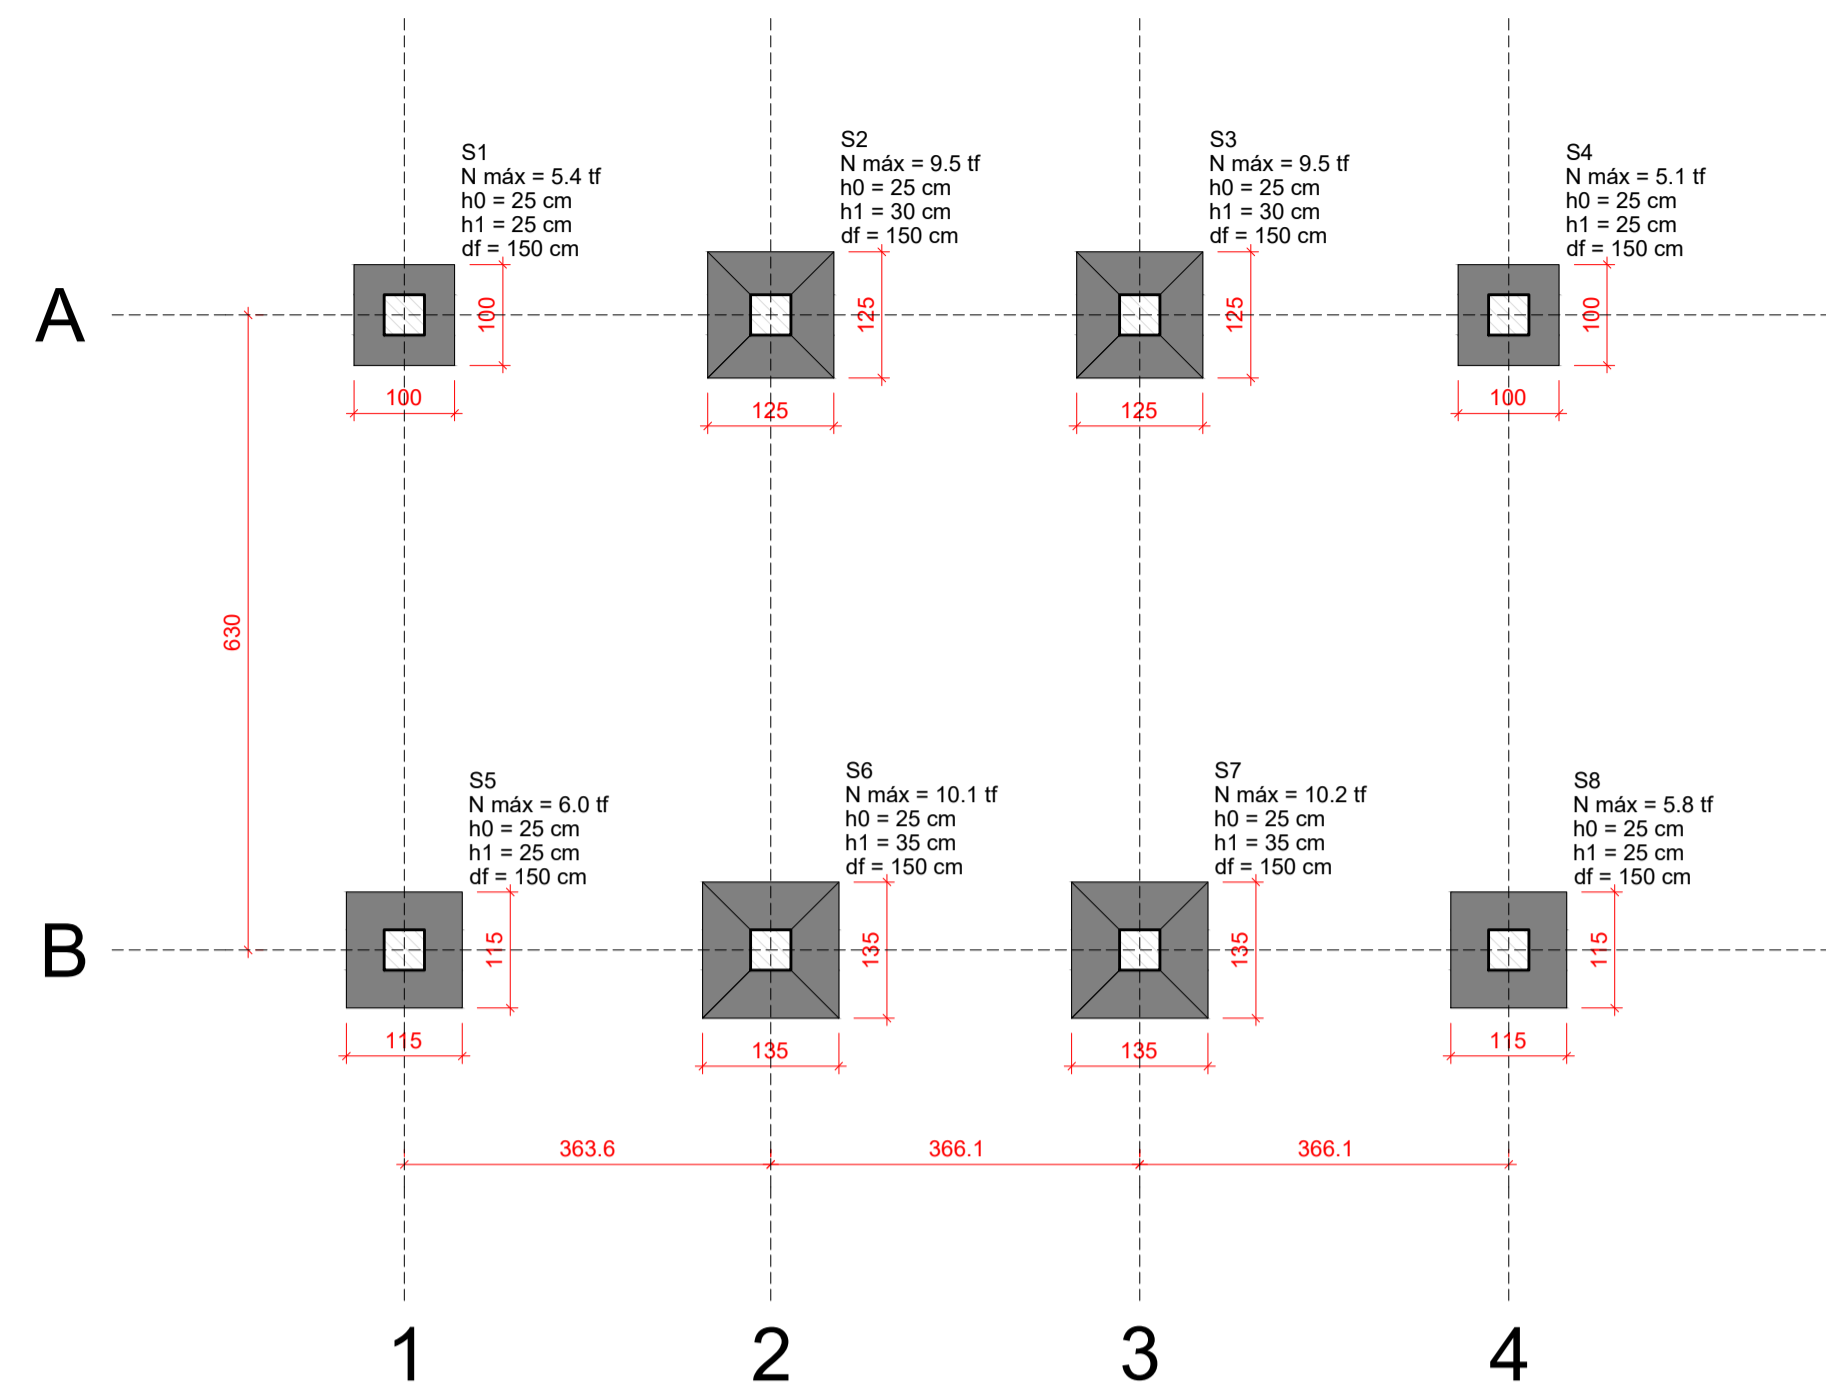 S1
N máx = 5.4 tf
h0 = 25 cm
h1 = 25 cm
df = 150 cm
S2
N máx = 9.5 tf
h0 = 25 cm
h1 = 30 cm
df = 150 cm
S3
N máx = 9.5 tf
h0 = 25 cm
h1 = 30 cm
df = 150 cm
S4
N máx = 5.1 tf
h0 = 25 cm
h1 = 25 cm
df = 150 cm
A
100
125
125
100
100
125
125
100
630
S5
N máx = 6.0 tf
h0 = 25 cm
h1 = 25 cm
df = 150 cm
S6
N máx = 10.1 tf
h0 = 25 cm
h1 = 35 cm
df = 150 cm
S7
N máx = 10.2 tf
h0 = 25 cm
h1 = 35 cm
df = 150 cm
S8
N máx = 5.8 tf
h0 = 25 cm
h1 = 25 cm
df = 150 cm
B
115
135
135
115
115
135
135
115
363.6
366.1
366.1
1
2
3
4